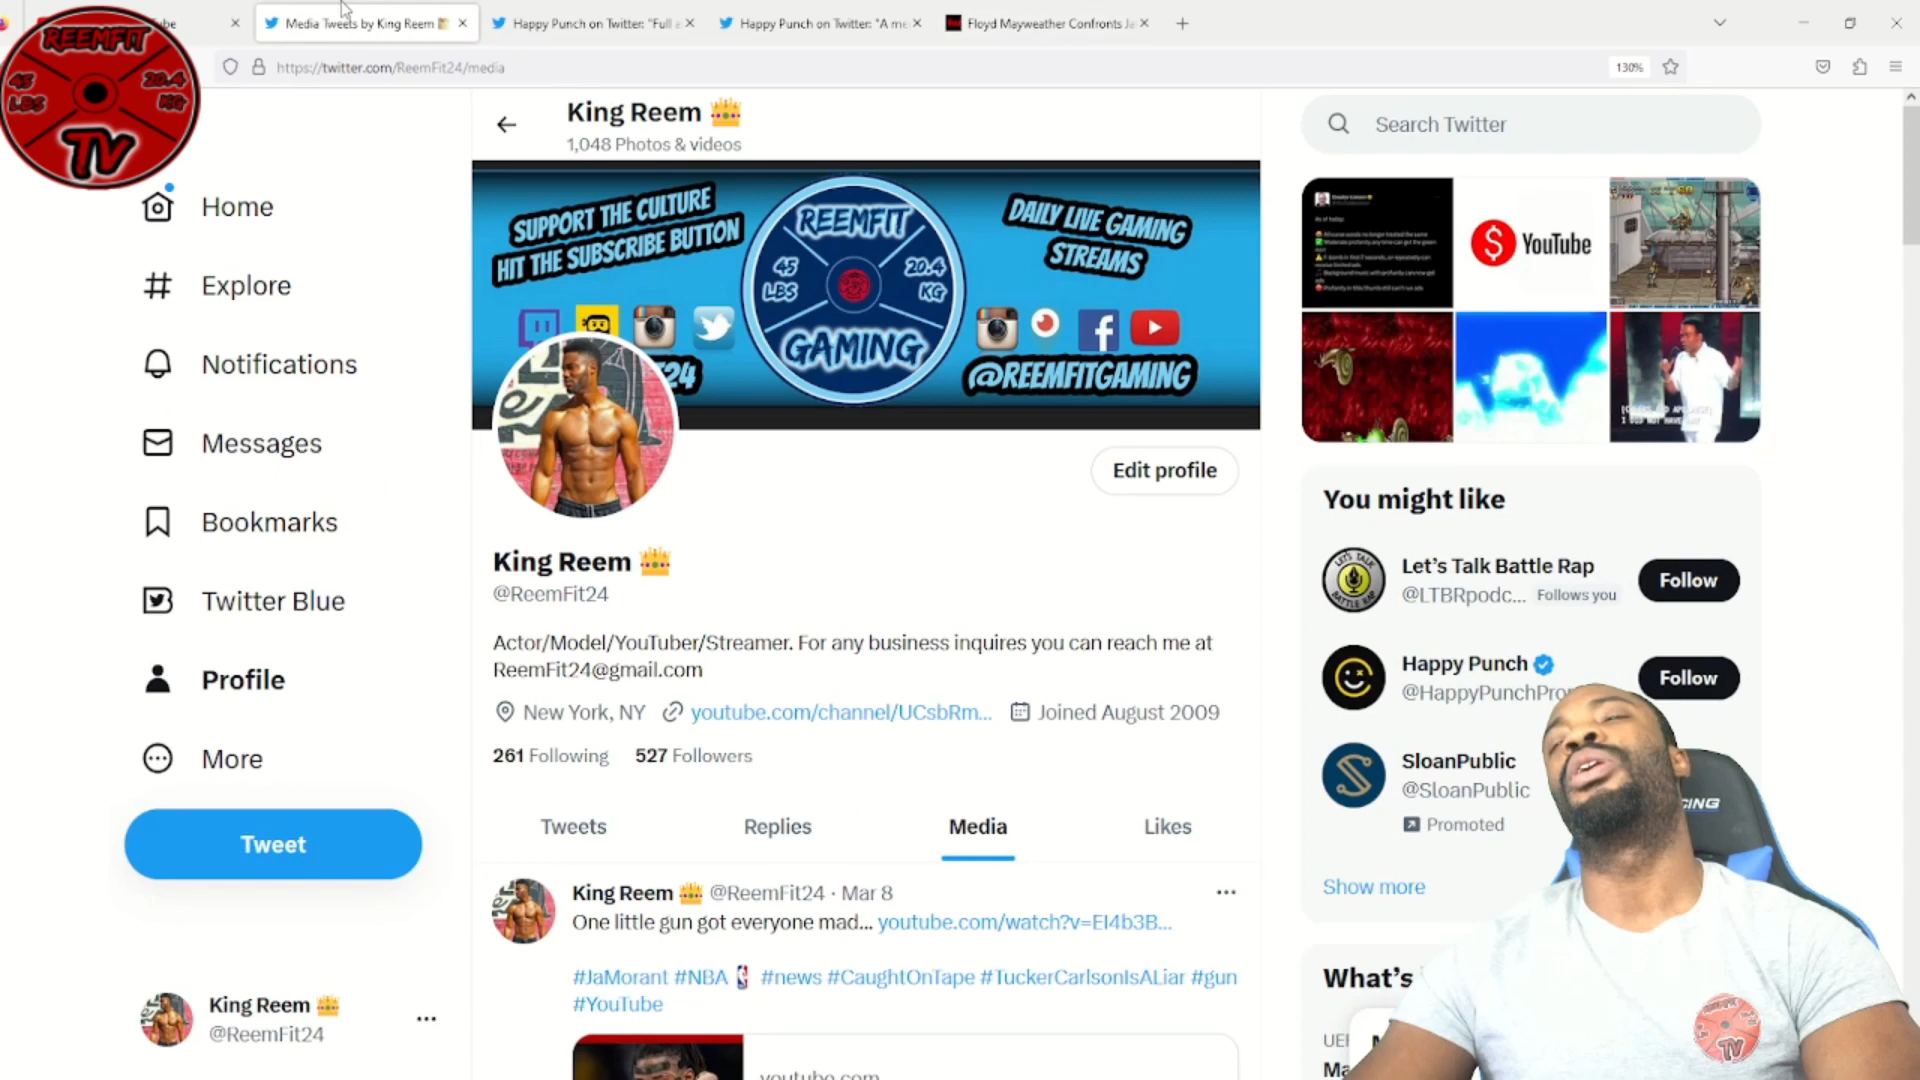 REEMFIT
45 LBS
20.4 KG
TV
Media Tweets by King Reem
Happy Punch on Twitter: "Full
Happy Punch on Twitter: "A me
Floyd Mayweather Confronts Ja
https://twitter.com/ReemFit24/media
130%
King Reem
1,048 Photos & videos
Search Twitter
Home
Explore
Notifications
Messages
Bookmarks
Twitter Blue
Profile
More
Tweet
King Reem
@ReemFit24
SUPPORT THE CULTURE
HIT THE SUBSCRIBE BUTTON
REEMFIT
45 LBS
20.4 KG
GAMING
DAILY LIVE GAMING
STREAMS
24
@REEMFITGAMING
Edit profile
King Reem
@ReemFit24
Actor/Model/YouTuber/Streamer. For any business inquires you can reach me at
ReemFit24@gmail.com
New York, NY youtube.com/channel/UCsbRm... Joined August 2009
261 Following 527 Followers
Tweets Replies Media Likes
King Reem @ReemFit24 · Mar 8
One little gun got everyone mad... youtube.com/watch?v=EI4b3B...
#JaMorant #NBA #news #CaughtOnTape #TuckerCarlsonIsALiar #gun
#YouTube
youtube.com
YouTube
You might like
LET'S TALK
BATTLE RAP
Let's Talk Battle Rap
@LTBRpodc... Follows you
Follow
Happy Punch
@HappyPunchPro
Follow
SloanPublic
@SloanPublic
Promoted
Show more
What's
TV